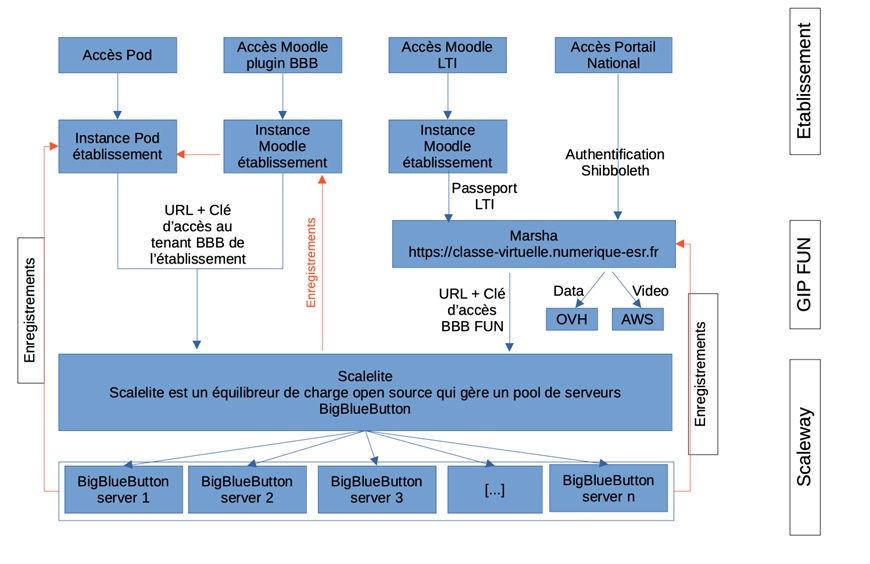 Accès Pod
Accès Moodle
plugin BBB
Accès Moodle
LTI
Accès Portail
National
Etablissement
Instance Pod
établissement
Instance
Moodle
établissement
Instance
Moodle
établissement
Authentification
Shibboleth
Passeport
LTI
URL + Clé
d'accès au
tenant BBB de
l'établissement
Enregistrements
Marsha
https://classe-virtuelle.numerique-esr.fr
GIP FUN
Enregistrements
URL + Clé
d'accès
BBB FUN
Data
Video
OVH
AWS
Enregistrements
Scalelite
Scalelite est un équilibreur de charge open source qui gère un pool de serveurs
BigBlueButton
Scaleway
BigBlueButton
server 1
BigBlueButton
server 2
BigBlueButton
server 3
[...]
BigBlueButton
server n